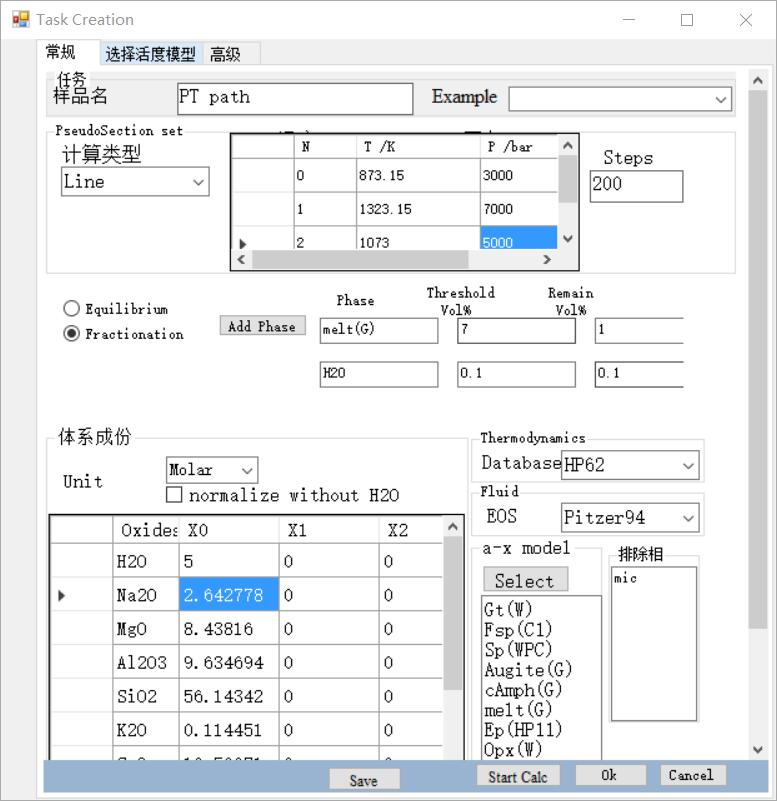 Task Creation
常规 选择活度模型 高级
任务
样品名 PT path Example
PseudoSection set
计算类型
Line
N T /K P /bar
0 873.15 3000
1 1323.15 7000
2 1073 5000
Steps
200
Equilibrium
Fractionation
Add Phase
Phase Threshold Vol% Remain Vol%
melt(G) 7 1
H2O 0.1 0.1
体系成份
Unit Molar
normalize without H2O
Oxides X0 X1 X2
H2O 5 0 0
Na2O 2.642778 0 0
MgO 8.43816 0 0
Al2O3 9.634694 0 0
SiO2 56.14342 0 0
K2O 0.114451 0 0
Thermodynamics
Database HP62
Fluid
EOS Pitzer94
a-x model
Select
Gt(W)
Fsp(C1)
Sp(WPC)
Augite(G)
cAmph(G)
melt(G)
Ep(HP11)
Opx(W)
排除相
mic
Save Start Calc Ok Cancel